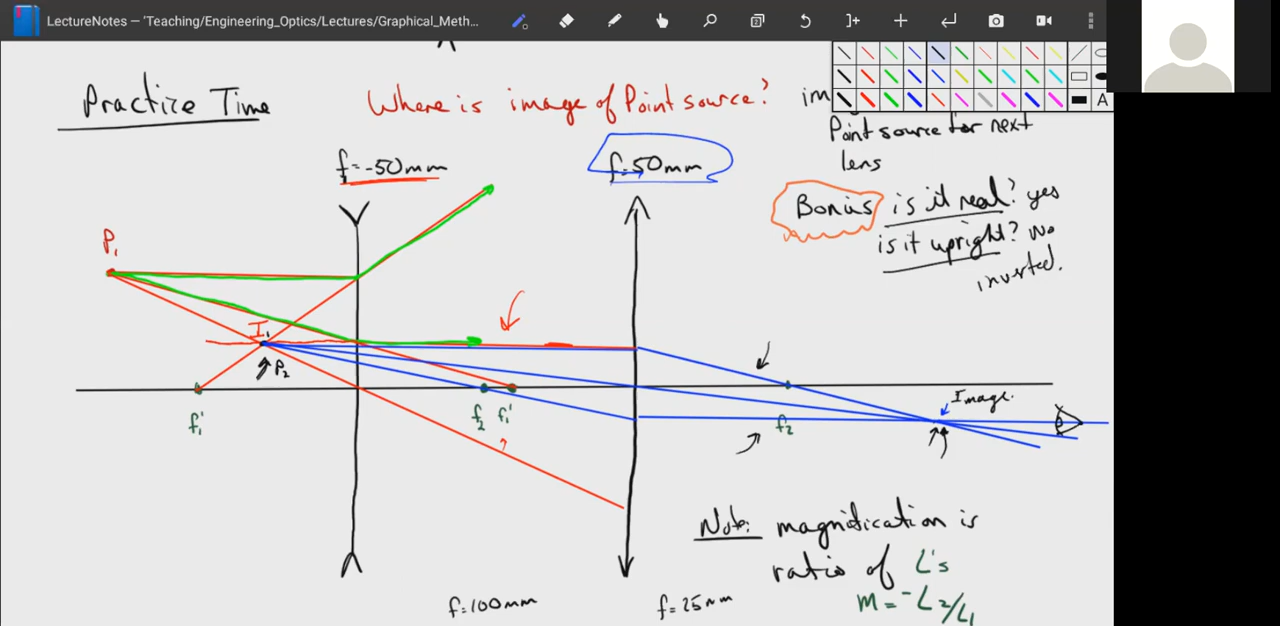 LectureNotes — 'Teaching/Engineering_Optics/Lectures/Graphical_Meth...
Practice Time
Where is image of Point source?
im
Point source for next
lens
f=-50mm
f=50mm
Bonus is it real? yes
is it upright? No
inverted.
P₁
I₁
P₂
f₁'
f₂ f₁'
f₂
Image.
Note: magnification is
ratio of L's
m = -L₂/L₁
f=100mm
f=25mm
A